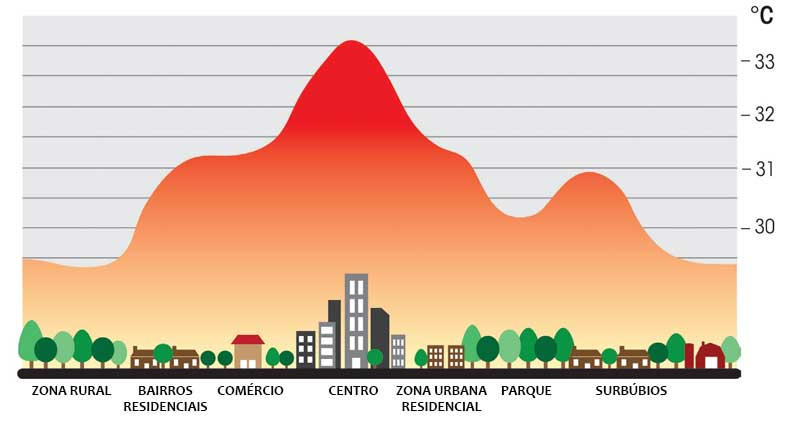 °C
33
32
31
30
ZONA RURAL
BAIRROS
RESIDENCIAIS
COMÉRCIO
CENTRO
ZONA URBANA
RESIDENCIAL
PARQUE
SURBÚBIOS